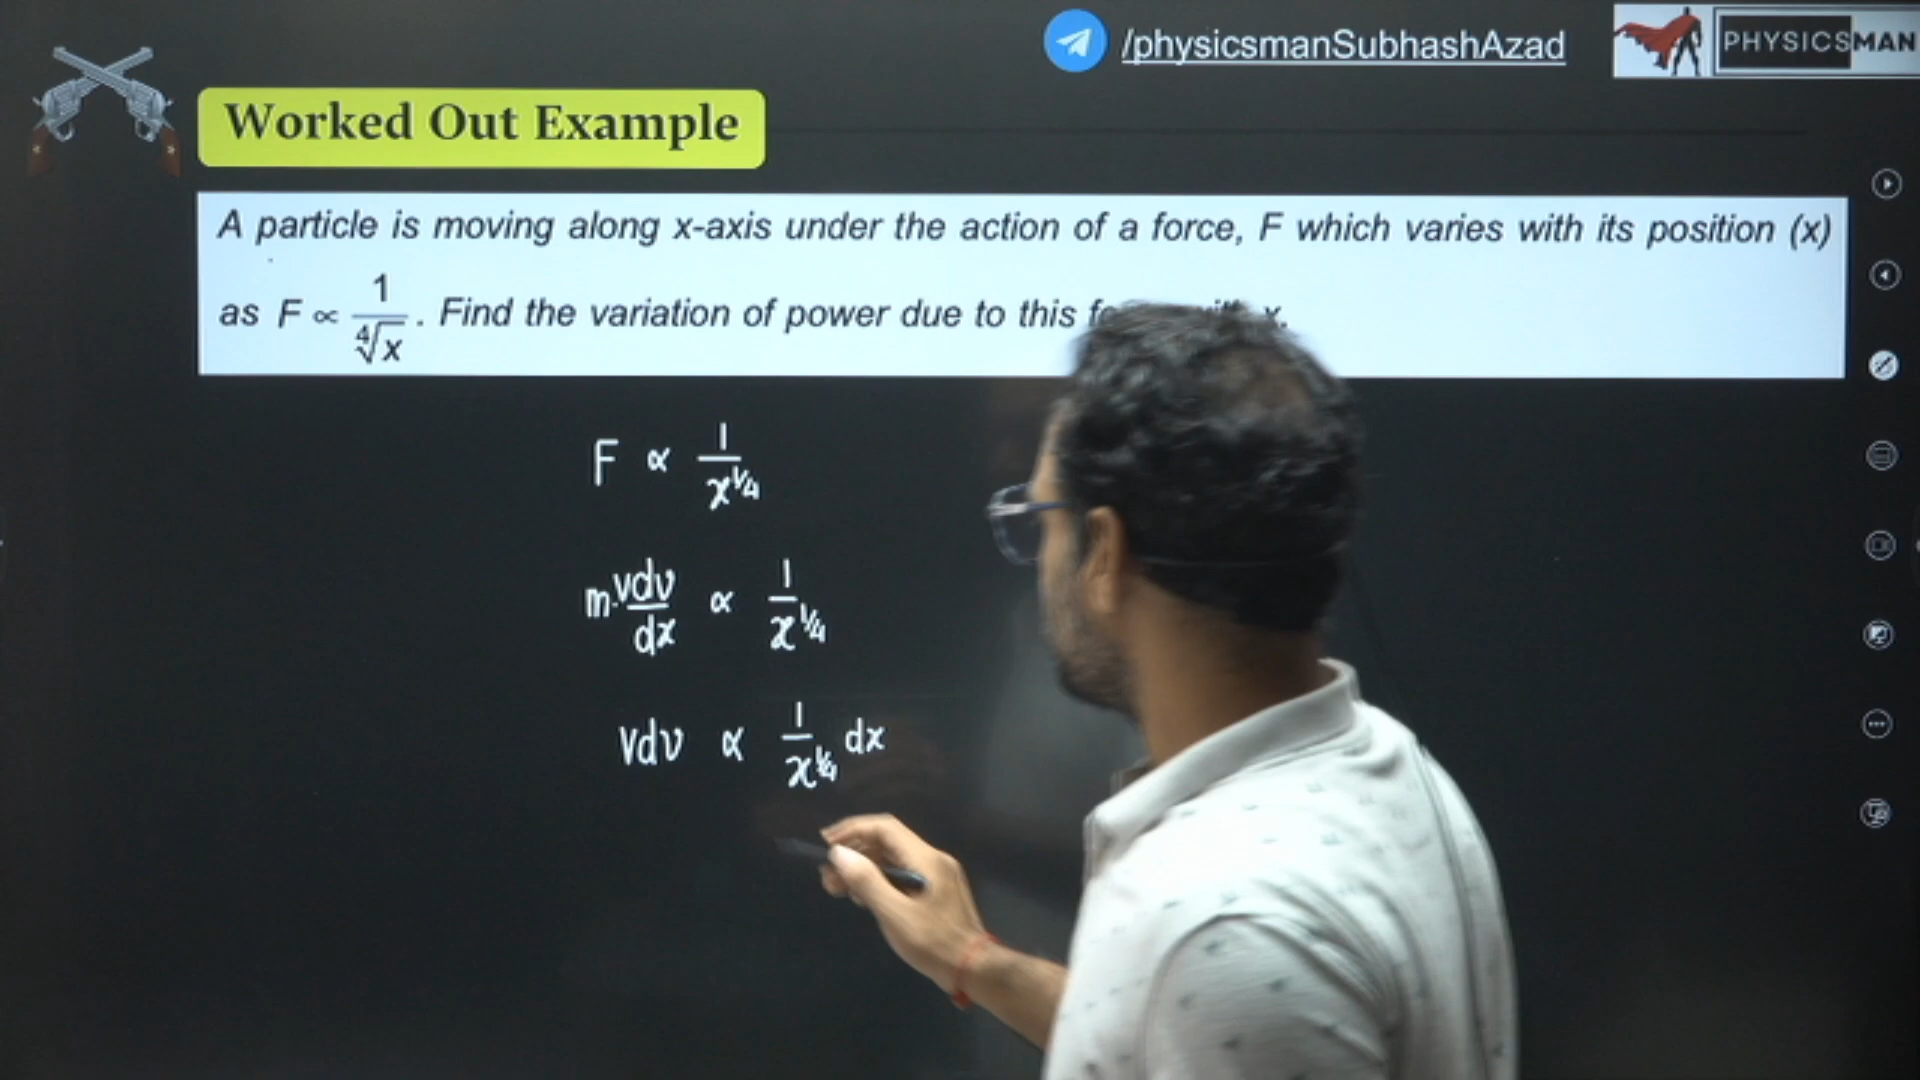 /physicsmanSubhashAzad
PHYSICSMAN
Worked Out Example
A particle is moving along x-axis under the action of a force, F which varies with its position (x)
as F ∝ 1/∜x . Find the variation of power due to this x.
F ∝ 1/x^1/4
m. vdv/dx ∝ 1/x^1/4
vdv ∝ 1/x^1/4 dx